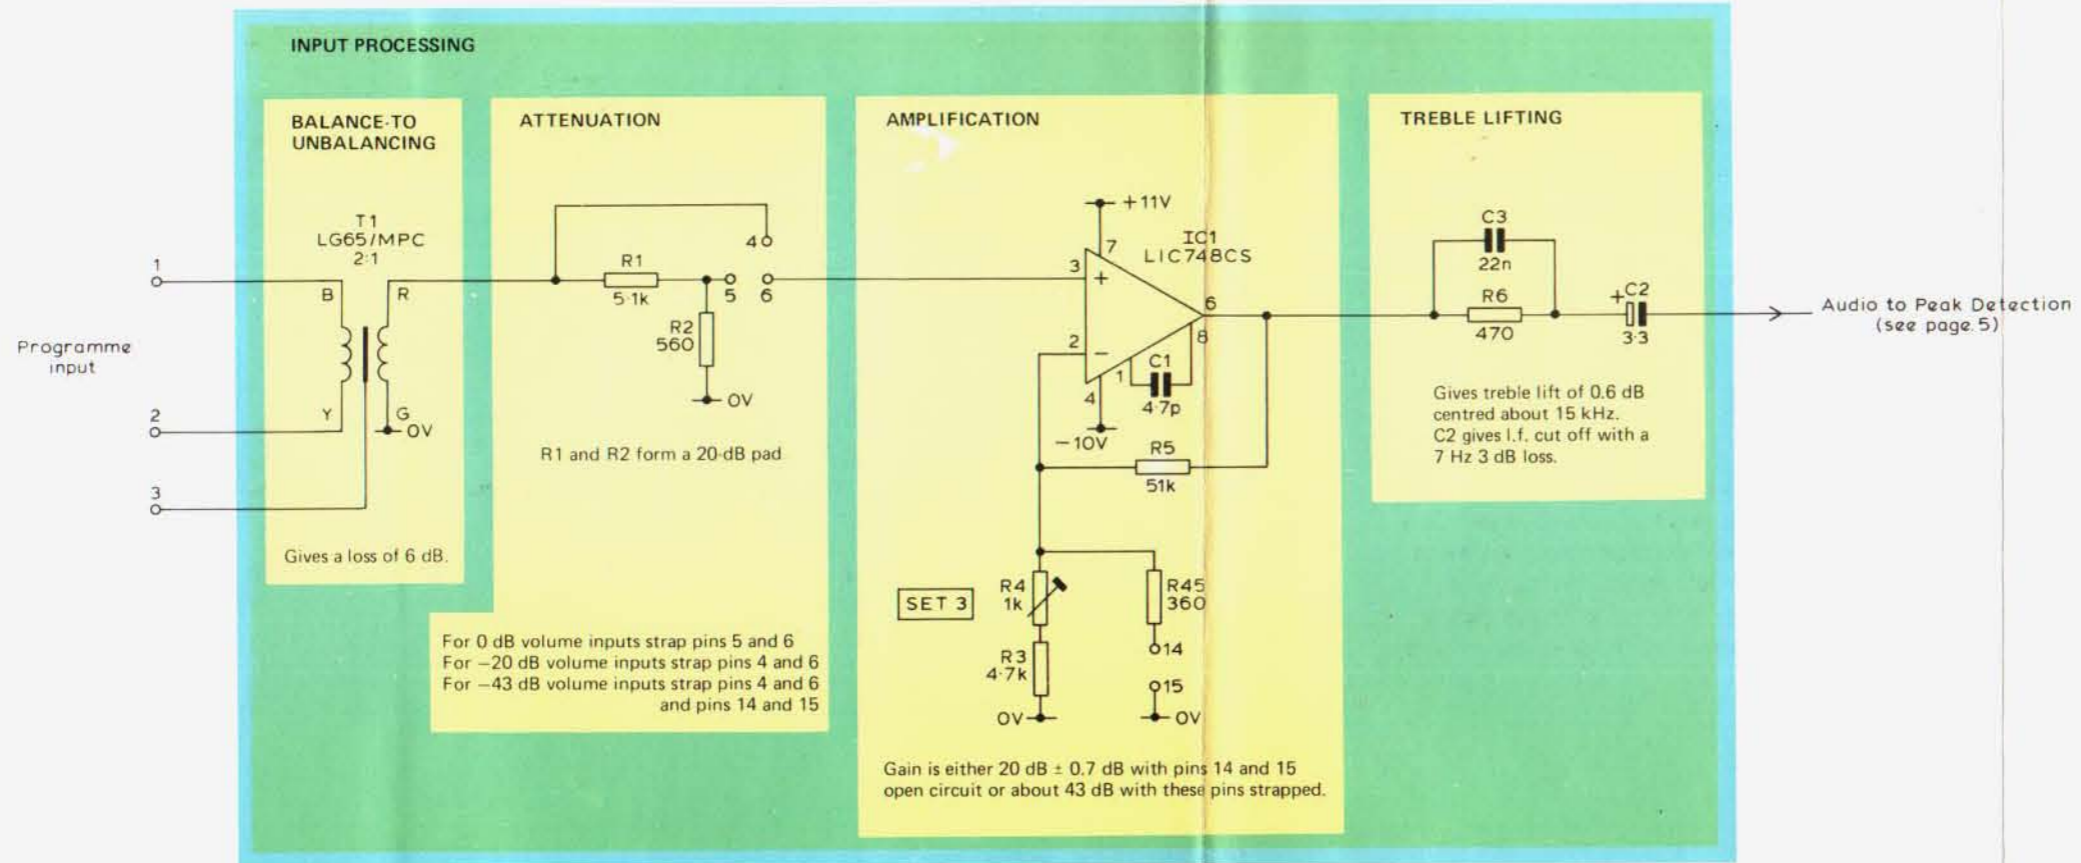 INPUT PROCESSING
BALANCE-TO
UNBALANCING
T1
LG65/MPC
2:1
1
B
R
Programme
input
2
Y
G
0V
3
Gives a loss of 6 dB.
ATTENUATION
4
R1
5·1k
5
6
R2
560
0V
R1 and R2 form a 20-dB pad
For 0 dB volume inputs strap pins 5 and 6
For −20 dB volume inputs strap pins 4 and 6
For −43 dB volume inputs strap pins 4 and 6
and pins 14 and 15
AMPLIFICATION
+11V
7
IC1
LIC748CS
3
+
6
2
−
8
1
C1
4·7p
4
−10V
R5
51k
SET 3
R4
1k
R45
360
R3
4·7k
14
15
0V
0V
Gain is either 20 dB ± 0.7 dB with pins 14 and 15
open circuit or about 43 dB with these pins strapped.
TREBLE LIFTING
C3
22n
R6
470
+C2
3·3
Gives treble lift of 0.6 dB
centred about 15 kHz.
C2 gives l.f. cut off with a
7 Hz 3 dB loss.
Audio to Peak Detection
(see page 5)